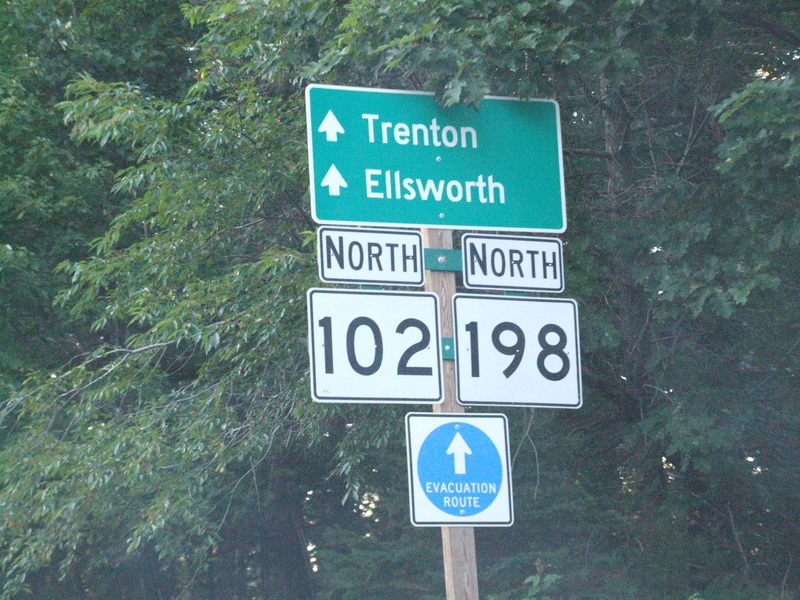 Trenton
Ellsworth
NORTH NORTH
102 198
EVACUATION
ROUTE